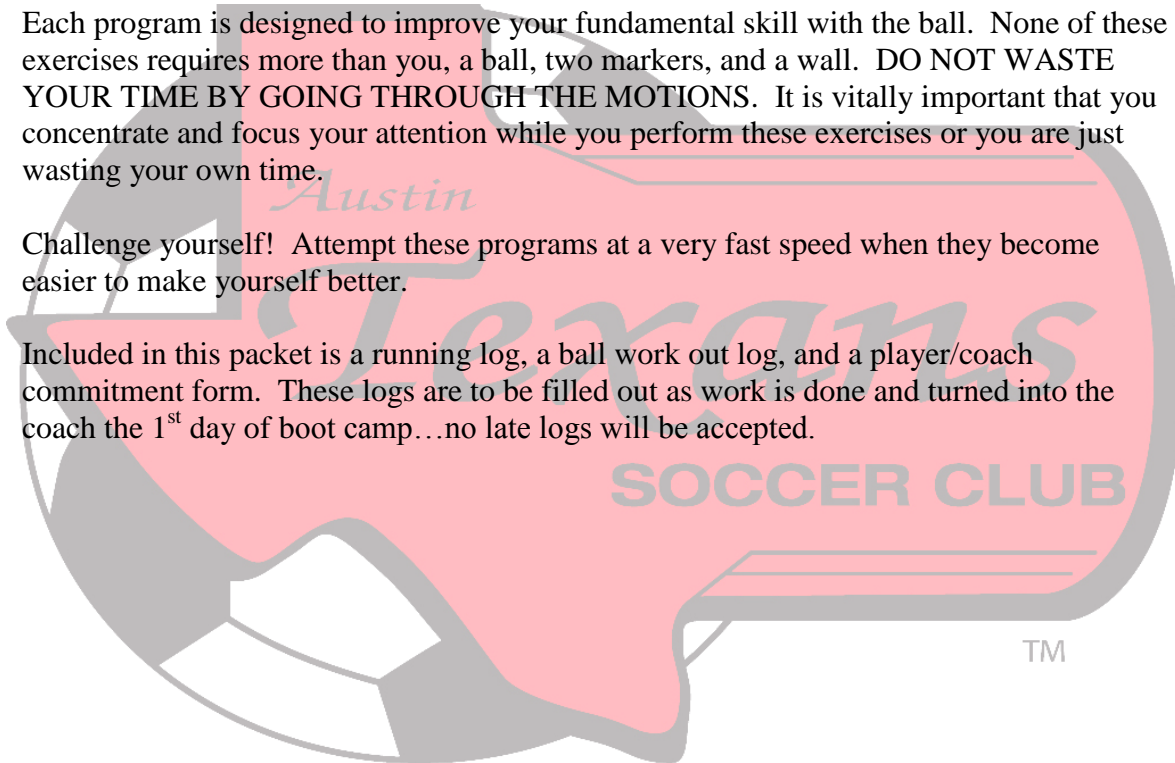 Each program is designed to improve your fundamental skill with the ball.  None of these
exercises requires more than you, a ball, two markers, and a wall.  DO NOT WASTE
YOUR TIME BY GOING THROUGH THE MOTIONS.  It is vitally important that you
concentrate and focus your attention while you perform these exercises or you are just
wasting your own time.
Austin
Challenge yourself!  Attempt these programs at a very fast speed when they become
easier to make yourself better.
Texans
Included in this packet is a running log, a ball work out log, and a player/coach
commitment form.  These logs are to be filled out as work is done and turned into the
coach the 1st day of boot camp…no late logs will be accepted.
SOCCER CLUB
TM